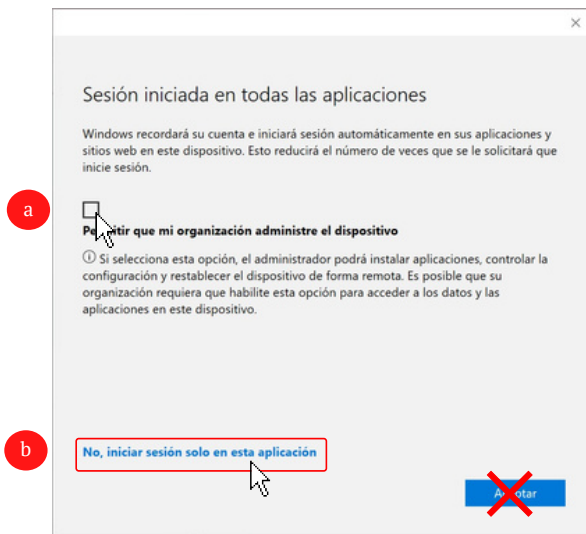 Sesión iniciada en todas las aplicaciones
Windows recordará su cuenta e iniciará sesión automáticamente en sus aplicaciones y
sitios web en este dispositivo. Esto reducirá el número de veces que se le solicitará que
inicie sesión.
a
Permitir que mi organización administre el dispositivo
Si selecciona esta opción, el administrador podrá instalar aplicaciones, controlar la
configuración y restablecer el dispositivo de forma remota. Es posible que su
organización requiera que habilite esta opción para acceder a los datos y las
aplicaciones en este dispositivo.
b
No, iniciar sesión solo en esta aplicación
Aceptar